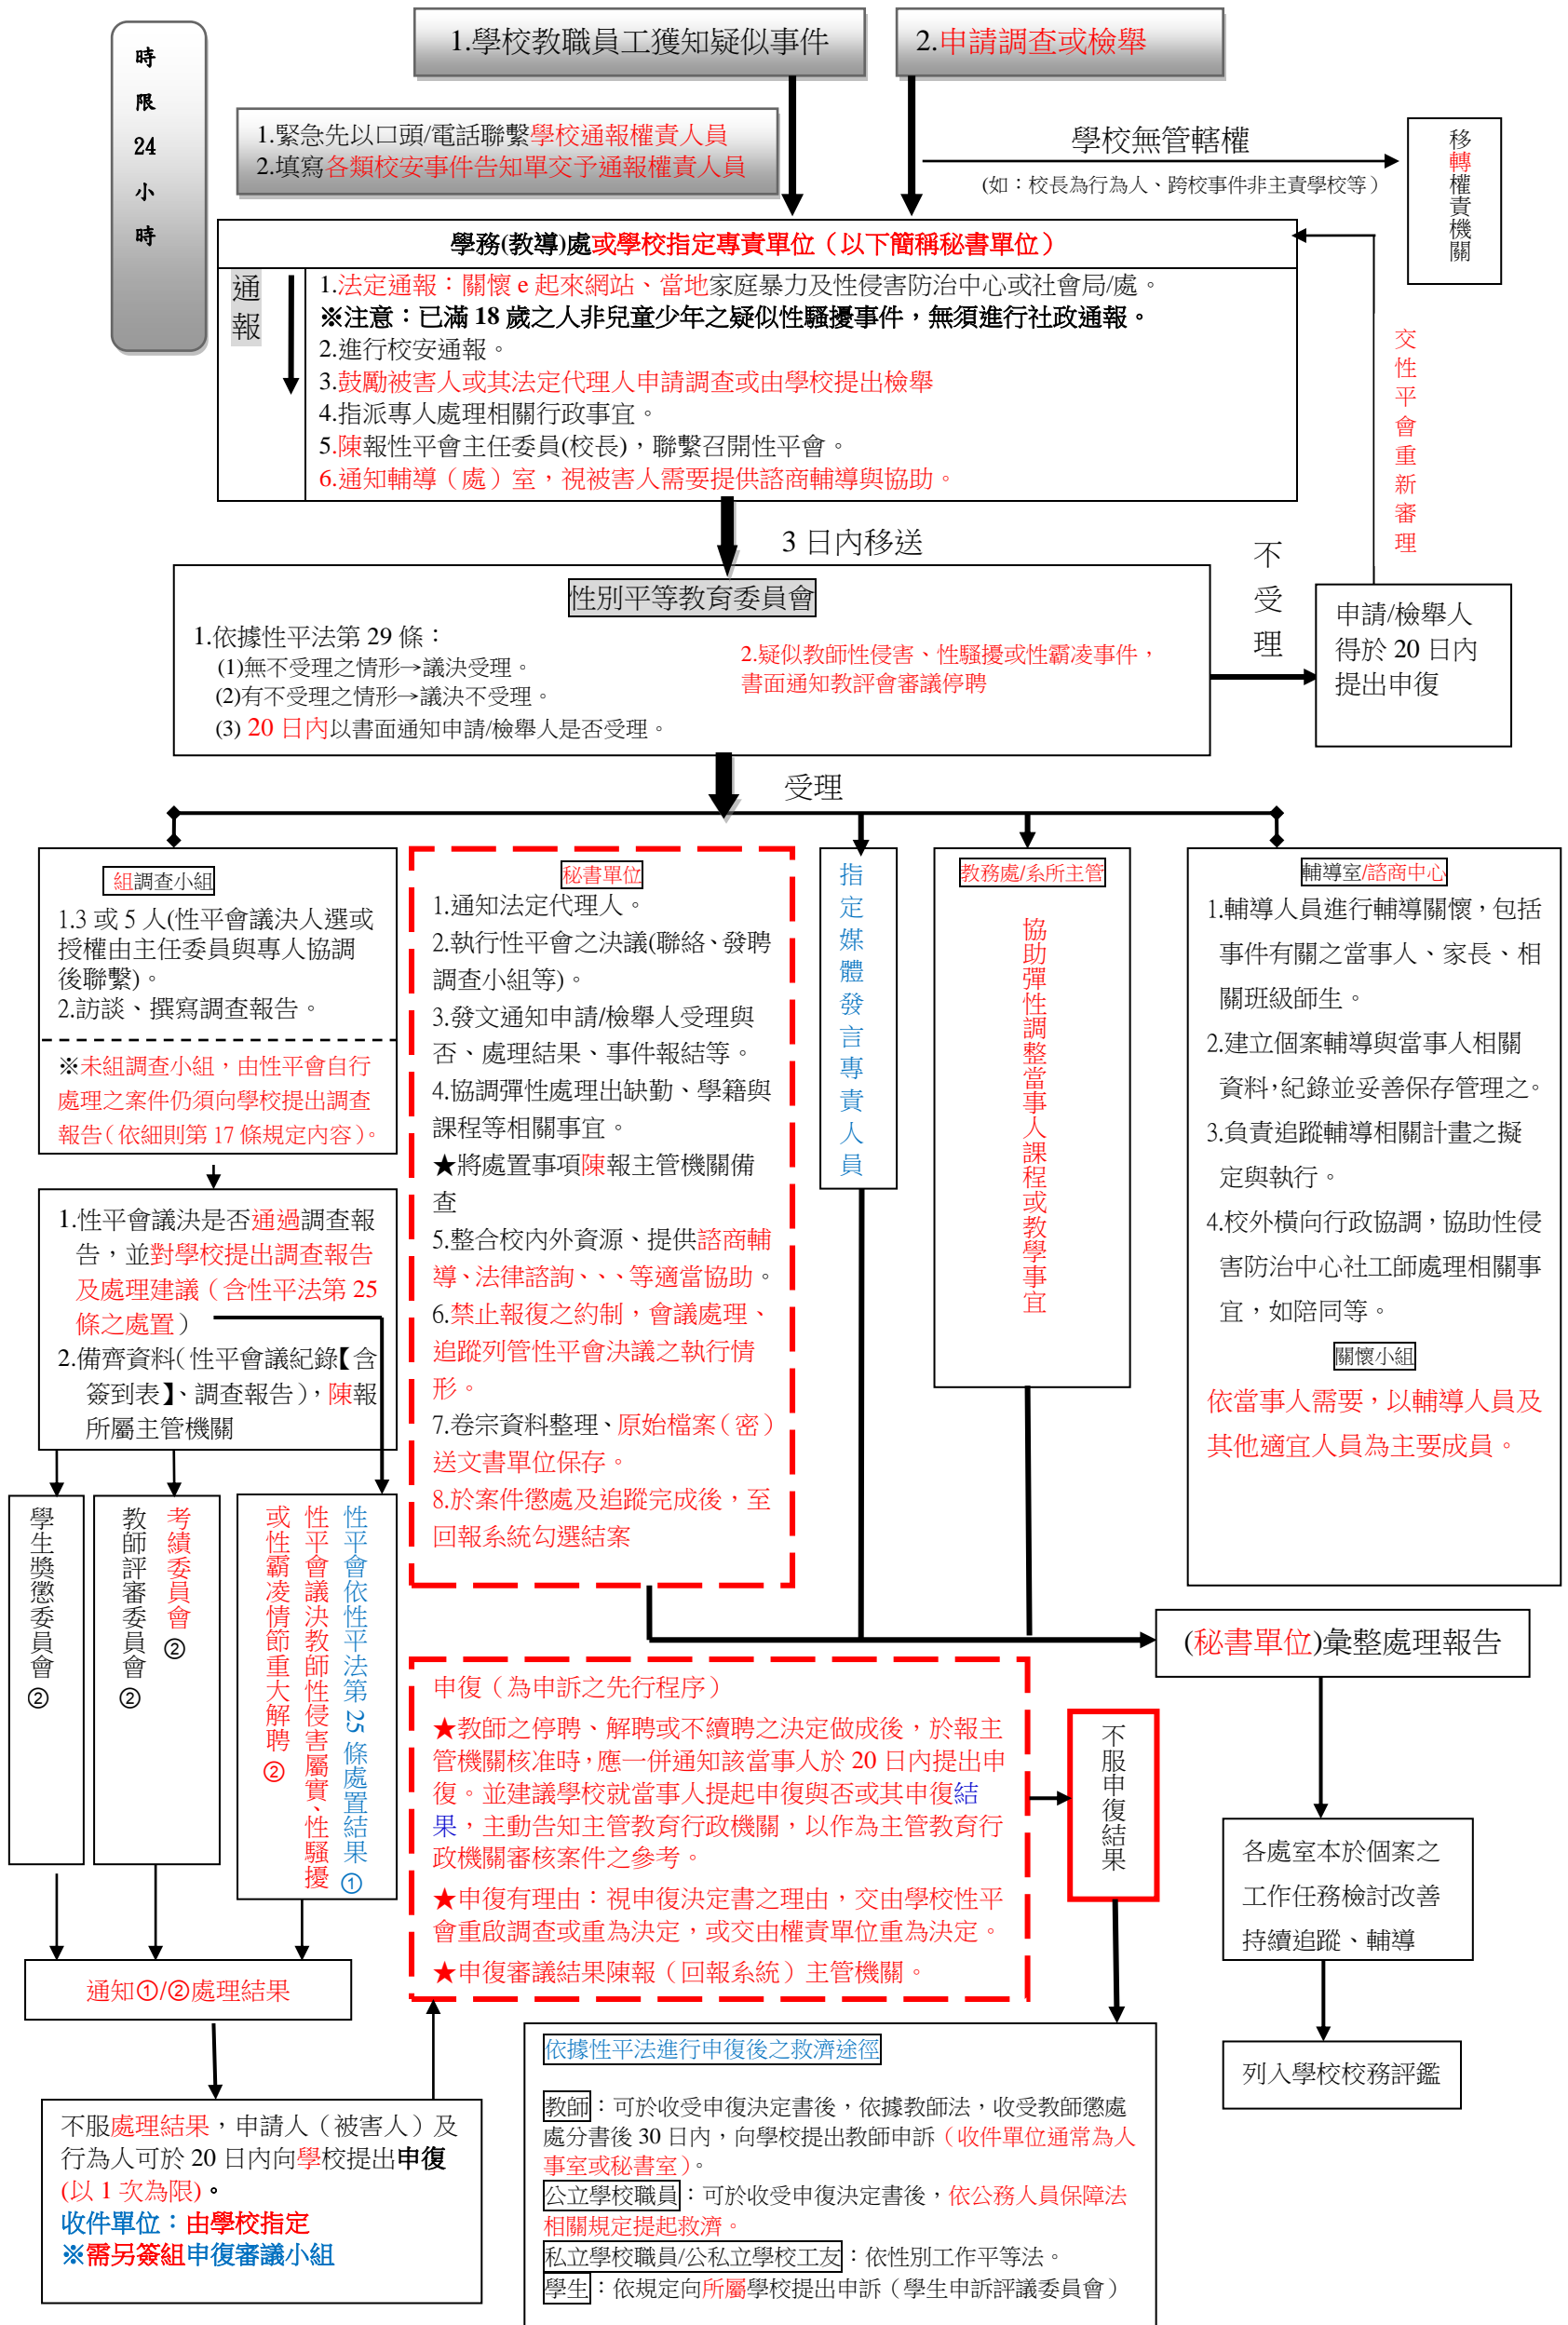 時
限
24
小
時
1.學校教職員工獲知疑似事件
2.申請調查或檢舉
1.緊急先以口頭/電話聯繫學校通報權責人員
2.填寫各類校安事件告知單交予通報權責人員
學校無管轄權
(如：校長為行為人、跨校事件非主責學校等）
移轉權責機關
學務(教導)處或學校指定專責單位（以下簡稱秘書單位）
通報
1.法定通報：關懷 e 起來網站、當地家庭暴力及性侵害防治中心或社會局/處。
※注意：已滿 18 歲之人非兒童少年之疑似性騷擾事件，無須進行社政通報。
2.進行校安通報。
3.鼓勵被害人或其法定代理人申請調查或由學校提出檢舉
4.指派專人處理相關行政事宜。
5.陳報性平會主任委員(校長)，聯繫召開性平會。
6.通知輔導（處）室，視被害人需要提供諮商輔導與協助。
交性平會重新審理
3 日內移送
性別平等教育委員會
1.依據性平法第 29 條：
(1)無不受理之情形→議決受理。
(2)有不受理之情形→議決不受理。
(3) 20 日內以書面通知申請/檢舉人是否受理。
2.疑似教師性侵害、性騷擾或性霸凌事件，
書面通知教評會審議停聘
不受理
申請/檢舉人
得於 20 日內
提出申復
受理
組調查小組
1.3 或 5 人(性平會議決人選或
授權由主任委員與專人協調
後聯繫)。
2.訪談、撰寫調查報告。
※未組調查小組，由性平會自行
處理之案件仍須向學校提出調查
報告（依細則第 17 條規定內容）。
1.性平會議決是否通過調查報
告，並對學校提出調查報告
及處理建議（含性平法第 25
條之處置）
2.備齊資料（性平會議紀錄【含
簽到表】、調查報告），陳報
所屬主管機關
學生獎懲委員會②
考績委員會②
教師評審委員會②
性平會依性平法第 25 條處置結果①
性平會議決教師性侵害屬實、性騷擾
或性霸凌情節重大解聘②
通知①/②處理結果
不服處理結果，申請人（被害人）及
行為人可於 20 日內向學校提出申復
(以 1 次為限)。
收件單位：由學校指定
※需另簽組申復審議小組
秘書單位
1.通知法定代理人。
2.執行性平會之決議(聯絡、發聘
調查小組等)。
3.發文通知申請/檢舉人受理與
否、處理結果、事件報結等。
4.協調彈性處理出缺勤、學籍與
課程等相關事宜。
★將處置事項陳報主管機關備
查
5.整合校內外資源、提供諮商輔
導、法律諮詢、、、等適當協助。
6.禁止報復之約制，會議處理、
追蹤列管性平會決議之執行情
形。
7.卷宗資料整理、原始檔案（密）
送文書單位保存。
8.於案件懲處及追蹤完成後，至
回報系統勾選結案
指定媒體發言專責人員
教務處/系所主管
協助彈性調整當事人課程或教學事宜
輔導室/諮商中心
1.輔導人員進行輔導關懷，包括
事件有關之當事人、家長、相
關班級師生。
2.建立個案輔導與當事人相關
資料，紀錄並妥善保存管理之。
3.負責追蹤輔導相關計畫之擬
定與執行。
4.校外橫向行政協調，協助性侵
害防治中心社工師處理相關事
宜，如陪同等。
關懷小組
依當事人需要，以輔導人員及
其他適宜人員為主要成員。
(秘書單位)彙整處理報告
各處室本於個案之
工作任務檢討改善
持續追蹤、輔導
列入學校校務評鑑
申復（為申訴之先行程序）
★教師之停聘、解聘或不續聘之決定做成後，於報主
管機關核准時，應一併通知該當事人於 20 日內提出申
復。並建議學校就當事人提起申復與否或其申復結
果，主動告知主管教育行政機關，以作為主管教育行
政機關審核案件之參考。
★申復有理由：視申復決定書之理由，交由學校性平
會重啟調查或重為決定，或交由權責單位重為決定。
★申復審議結果陳報（回報系統）主管機關。
不服申復結果
依據性平法進行申復後之救濟途徑
教師：可於收受申復決定書後，依據教師法，收受教師懲處
處分書後 30 日內，向學校提出教師申訴（收件單位通常為人
事室或秘書室）。
公立學校職員：可於收受申復決定書後，依公務人員保障法
相關規定提起救濟。
私立學校職員/公私立學校工友：依性別工作平等法。
學生：依規定向所屬學校提出申訴（學生申訴評議委員會）